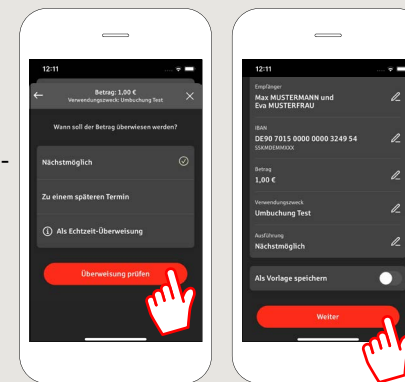 -
12:11
Betrag: 1,00 €
Verwendungszweck: Umbuchung Test
Wann soll der Betrag überwiesen werden?
Nächstmöglich
Zu einem späteren Termin
Als Echtzeit-Überweisung
Überweisung prüfen
12:11
Empfänger
Max MUSTERMANN und
Eva MUSTERFRAU
IBAN
DE90 7015 0000 0000 3249 54
SSKMDEMMXXX
Betrag
1,00 €
Verwendungszweck
Umbuchung Test
Ausführung
Nächstmöglich
Als Vorlage speichern
Weiter